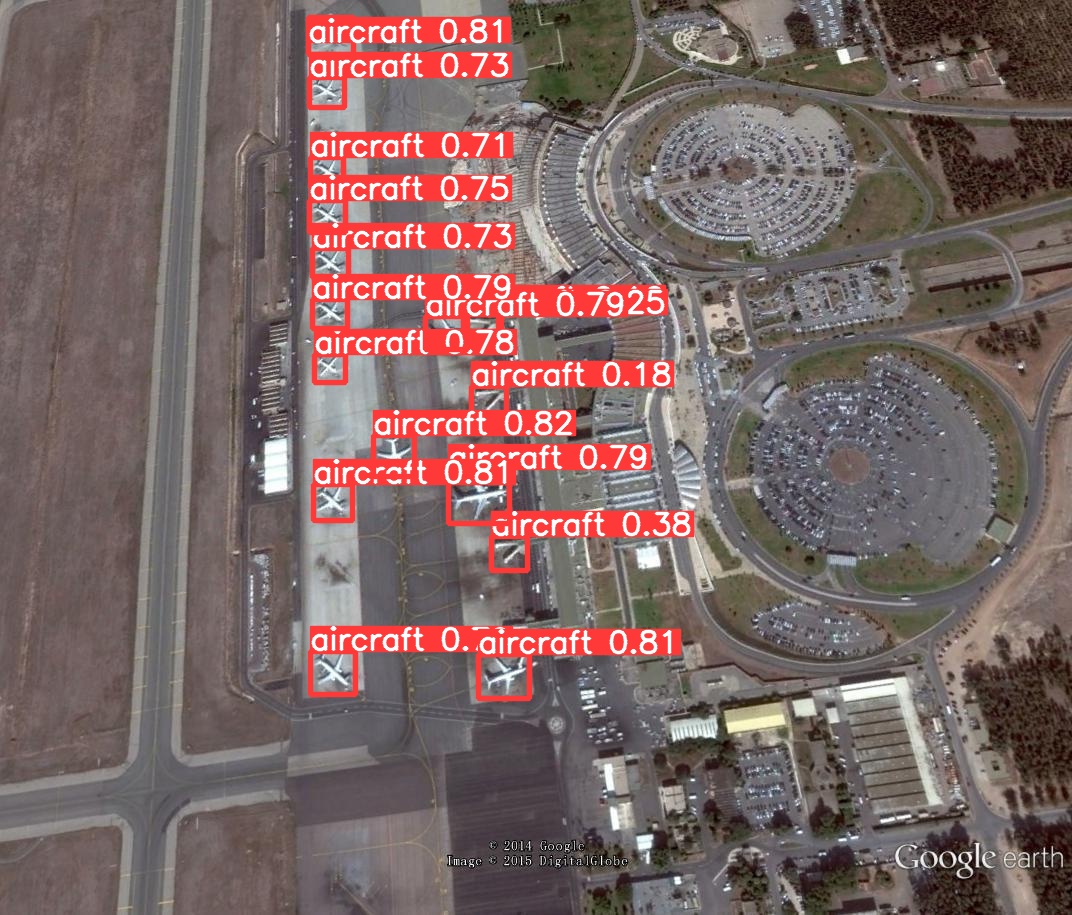 aircraft 0.81
aircraft 0.73
aircraft 0.71
aircraft 0.75
aircraft 0.73
aircraft 0.79
aircraft 0.7925
aircraft 0.78
aircraft 0.18
aircraft 0.82
aircraft 0.79
aircraft 0.81
aircraft 0.38
aircraft 0.
aircraft 0.81
© 2014 Google
Image © 2015 DigitalGlobe
Google earth